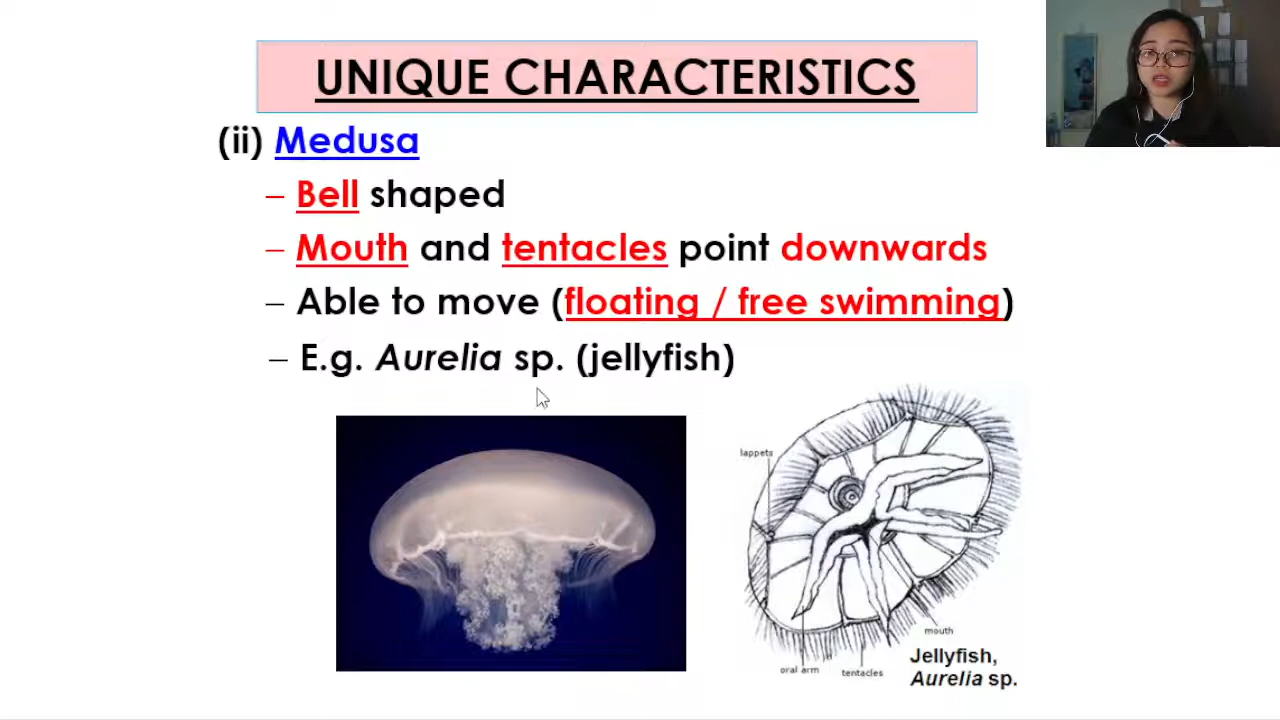 UNIQUE CHARACTERISTICS
(ii) Medusa
– Bell shaped
– Mouth and tentacles point downwards
– Able to move (floating / free swimming)
– E.g. Aurelia sp. (jellyfish)
lappets
mouth
oral arm
tentacles
Jellyfish,
Aurelia sp.